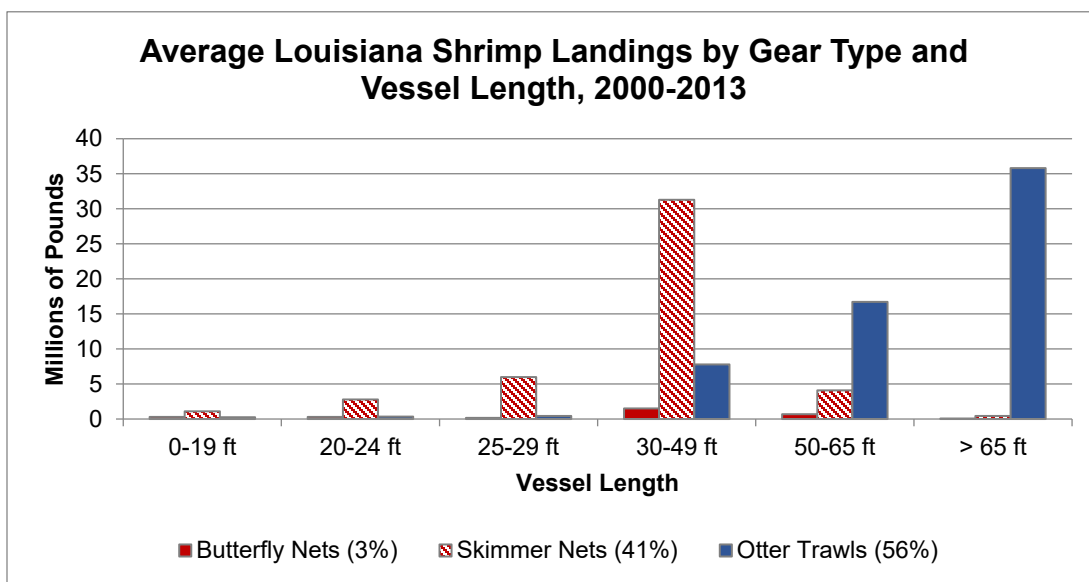 Average Louisiana Shrimp Landings by Gear Type and
Vessel Length, 2000-2013
Millions of Pounds
40
35
30
25
20
15
10
5
0
0-19 ft 20-24 ft 25-29 ft 30-49 ft 50-65 ft > 65 ft
Vessel Length
Butterfly Nets (3%) Skimmer Nets (41%) Otter Trawls (56%)